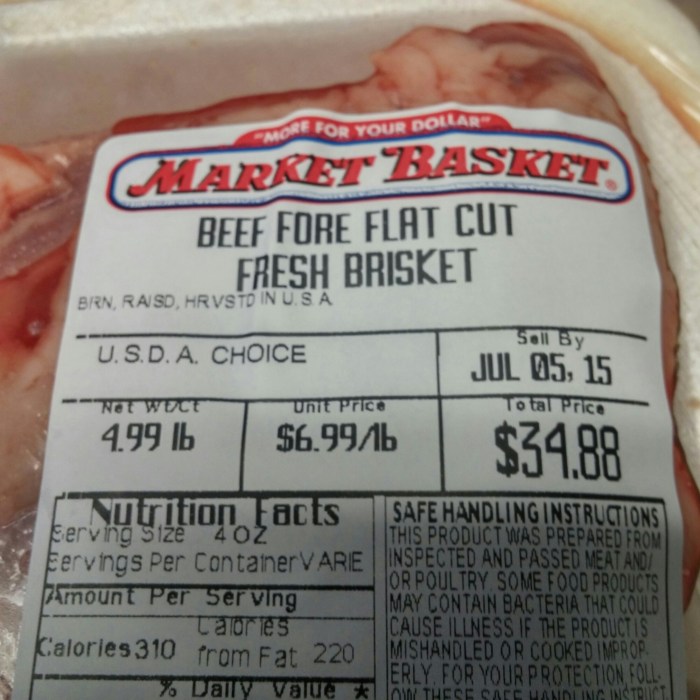 "MORE FOR YOUR DOLLAR"
MARKET BASKET®
BEEF FORE FLAT CUT
FRESH BRISKET
BRN, RAISD, HRVSTD IN U.S.A
U.S.D.A. CHOICE
Sell By
JUL 05, 15
Net Wt/Ct
Unit Price
Total Price
4.99 lb
$6.99/lb
$34.88
Nutrition Facts
Serving Size 4 OZ
Servings Per Container VARIE
Amount Per Serving
Calories 310
Calories
from Fat 220
% Daily Value *
SAFE HANDLING INSTRUCTIONS
THIS PRODUCT WAS PREPARED FROM
INSPECTED AND PASSED MEAT AND/
OR POULTRY. SOME FOOD PRODUCTS
MAY CONTAIN BACTERIA THAT COULD
CAUSE ILLNESS IF THE PRODUCT IS
MISHANDLED OR COOKED IMPROP-
ERLY. FOR YOUR PROTECTION, FOLL-
OW THESE SAFE HANDLING